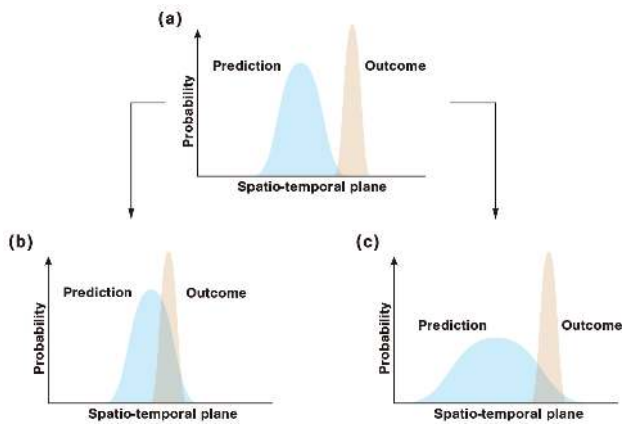 (a)
Prediction
Outcome
Probability
Spatio-temporal plane
(b)
Prediction
Outcome
Probability
Spatio-temporal plane
(c)
Prediction
Outcome
Probability
Spatio-temporal plane